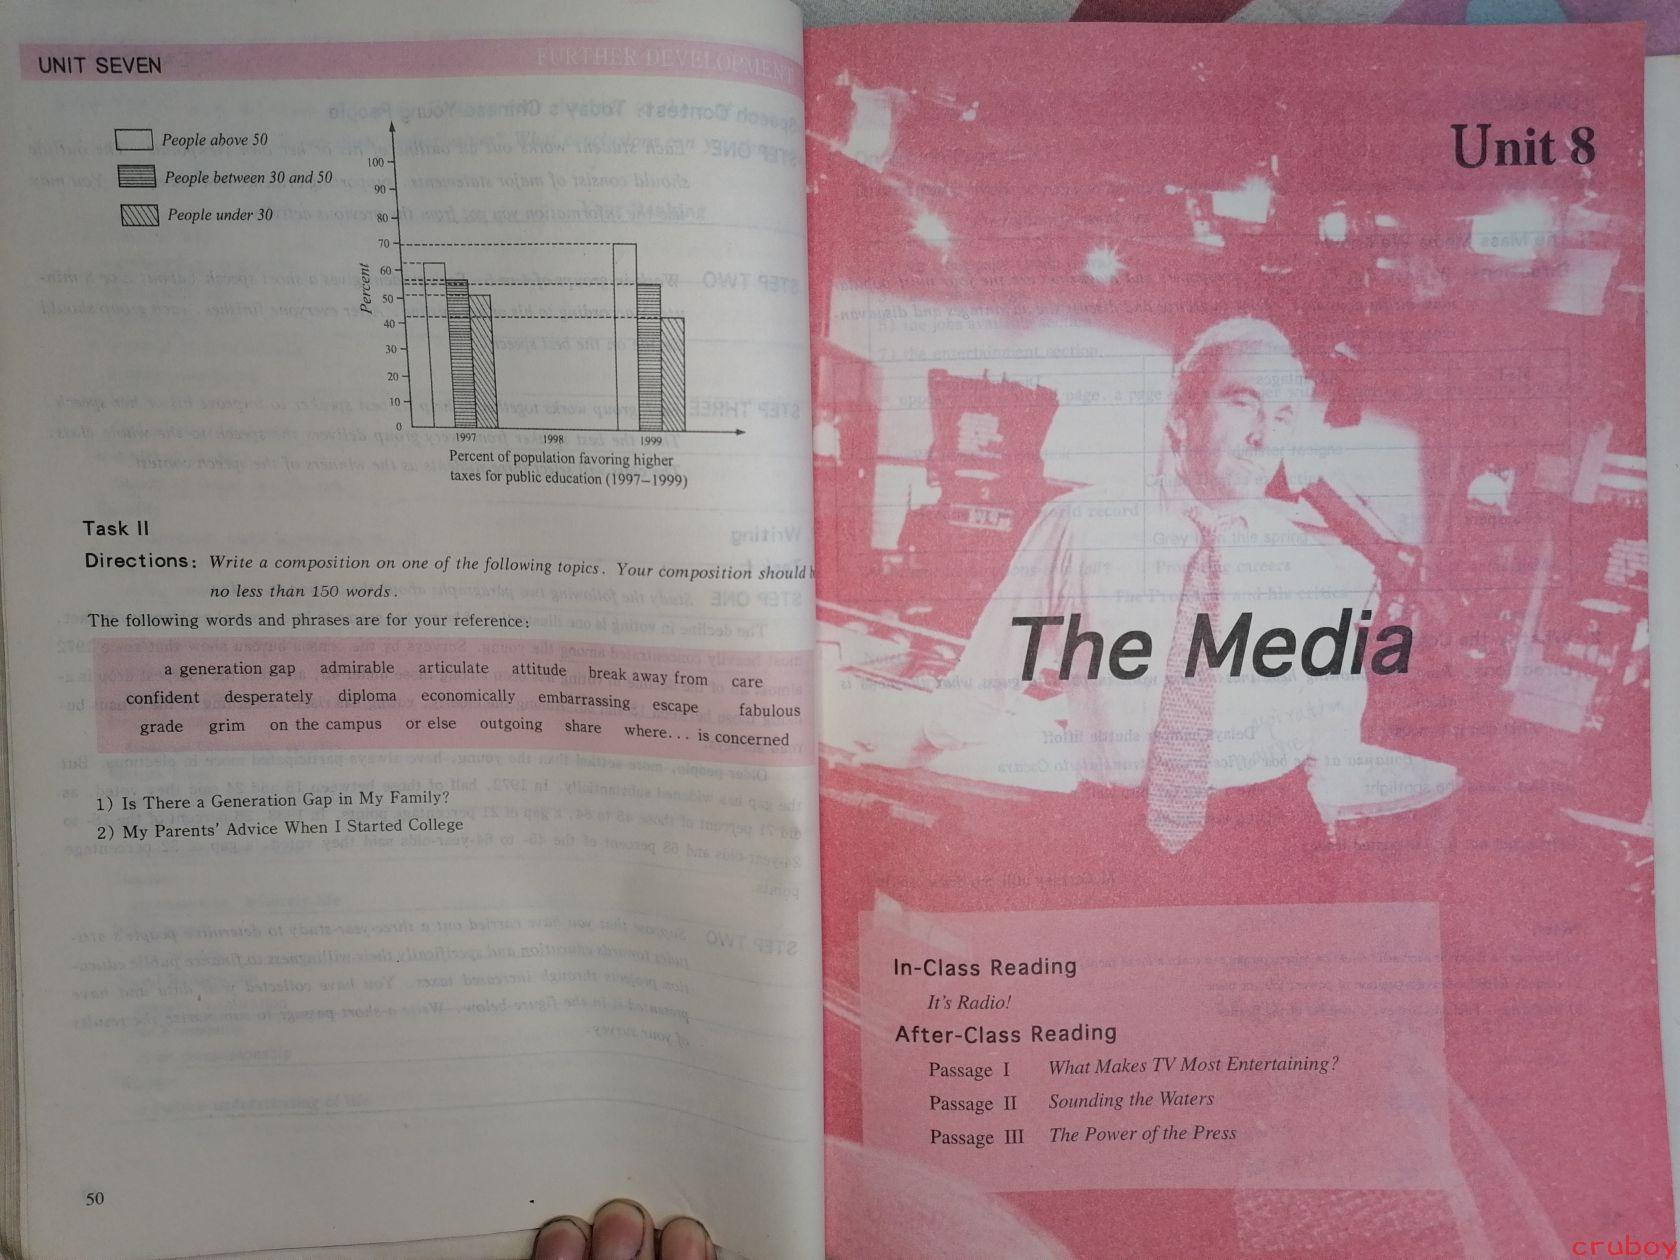 UNIT SEVEN
FURTHER DEVELOPMENT
People above 50
People between 30 and 50
People under 30
Percent
100
90
80
70
60
50
40
30
20
10
0
1997 1998 1999
Percent of population favoring higher
taxes for public education (1997–1999)
Task II
Directions: Write a composition on one of the following topics. Your composition should
no less than 150 words.
The following words and phrases are for your reference:
a generation gap admirable articulate attitude break away from care
confident desperately diploma economically embarrassing escape fabulous
grade grim on the campus or else outgoing share where... is concerned
1) Is There a Generation Gap in My Family?
2) My Parents' Advice When I Started College
50
Unit 8
The Media
In-Class Reading
It's Radio!
After-Class Reading
Passage I What Makes TV Most Entertaining?
Passage II Sounding the Waters
Passage III The Power of the Press
cruboy